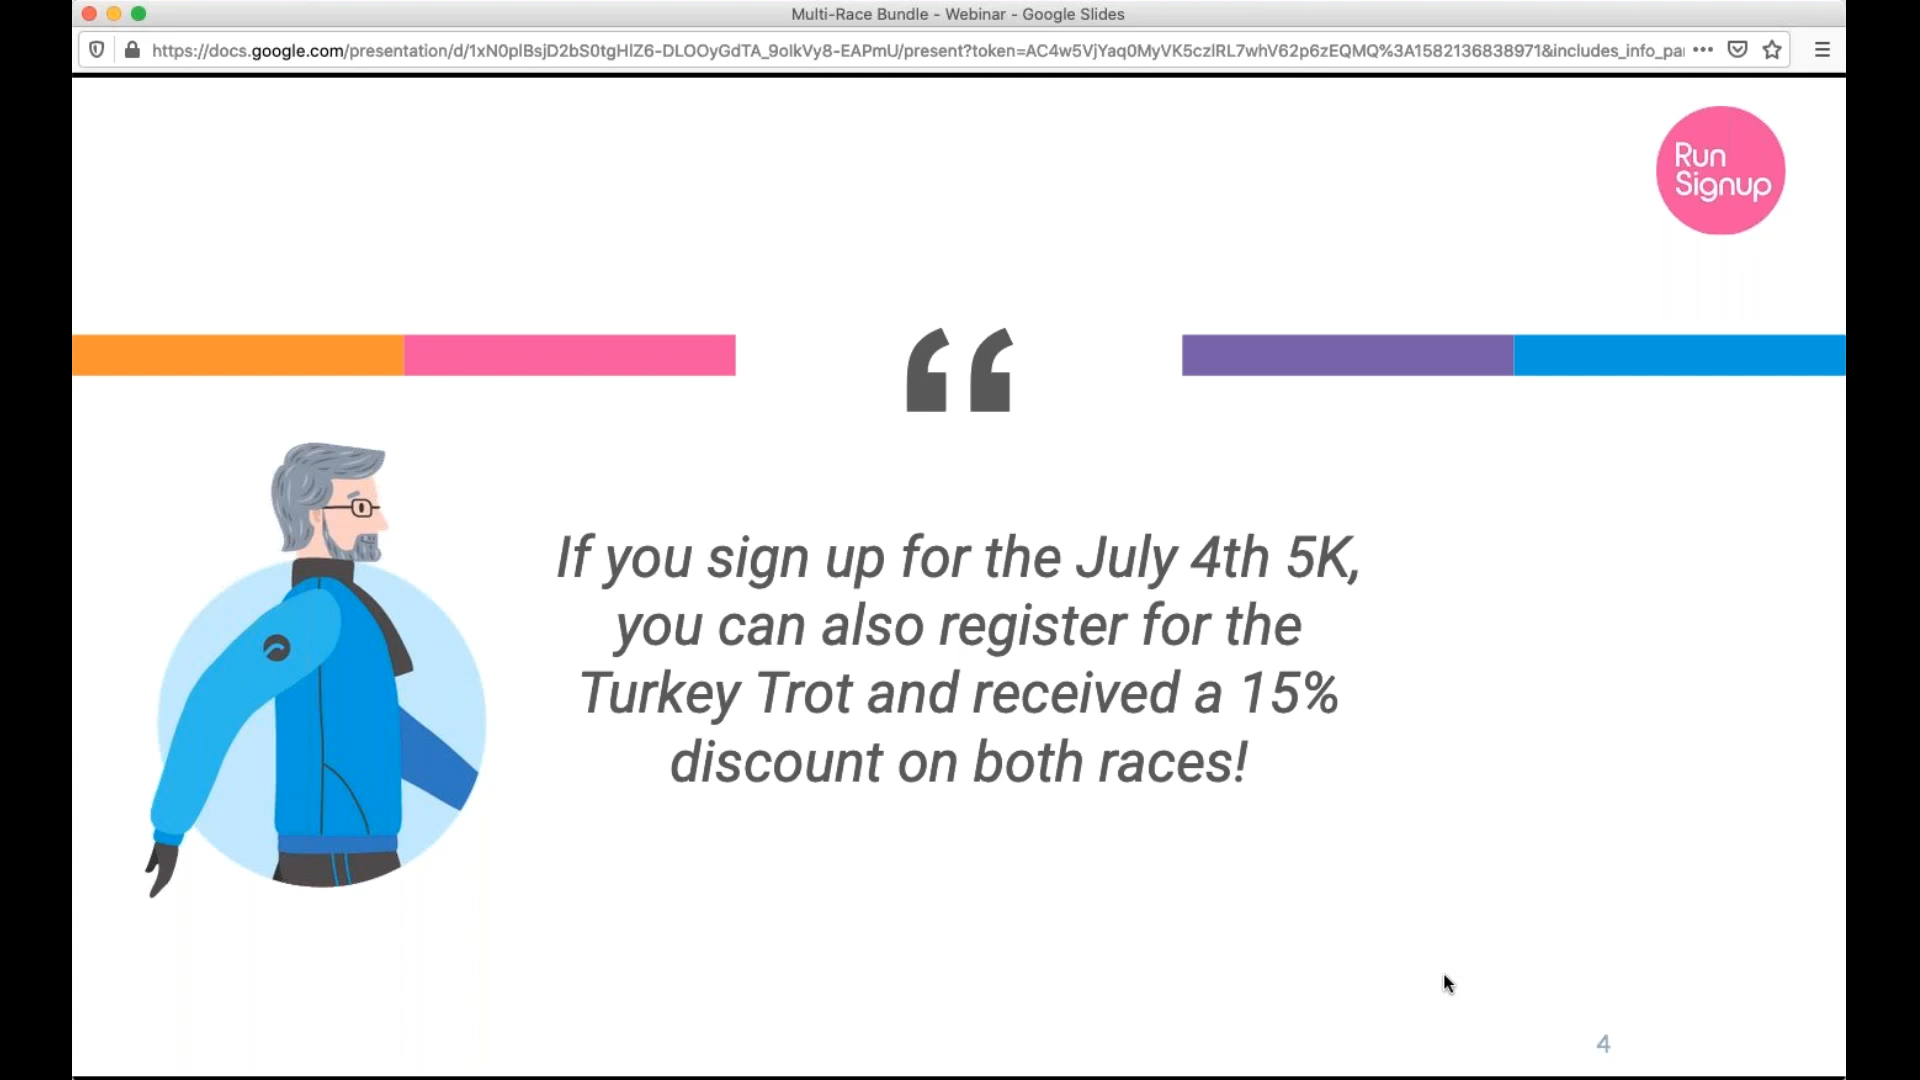 Multi-Race Bundle - Webinar - Google Slides
https://docs.google.com/presentation/d/1xN0plBsjD2bS0tgHlZ6-DLOOyGdTA_9olkVy8-EAPmU/present?token=AC4w5VjYaq0MyVK5czlRL7whV62p6zEQMQ%3A1582136838971&includes_info_pa
Run
Signup
“
If you sign up for the July 4th 5K,
you can also register for the
Turkey Trot and received a 15%
discount on both races!
4